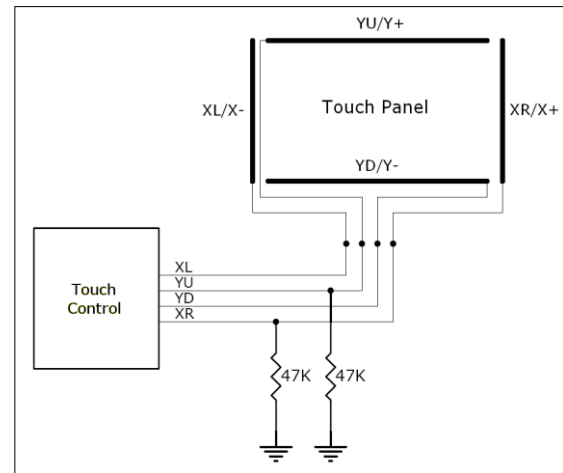 YU/Y+
XL/X-
Touch Panel
XR/X+
YD/Y-
Touch
Control
XL
YU
YD
XR
47K
47K